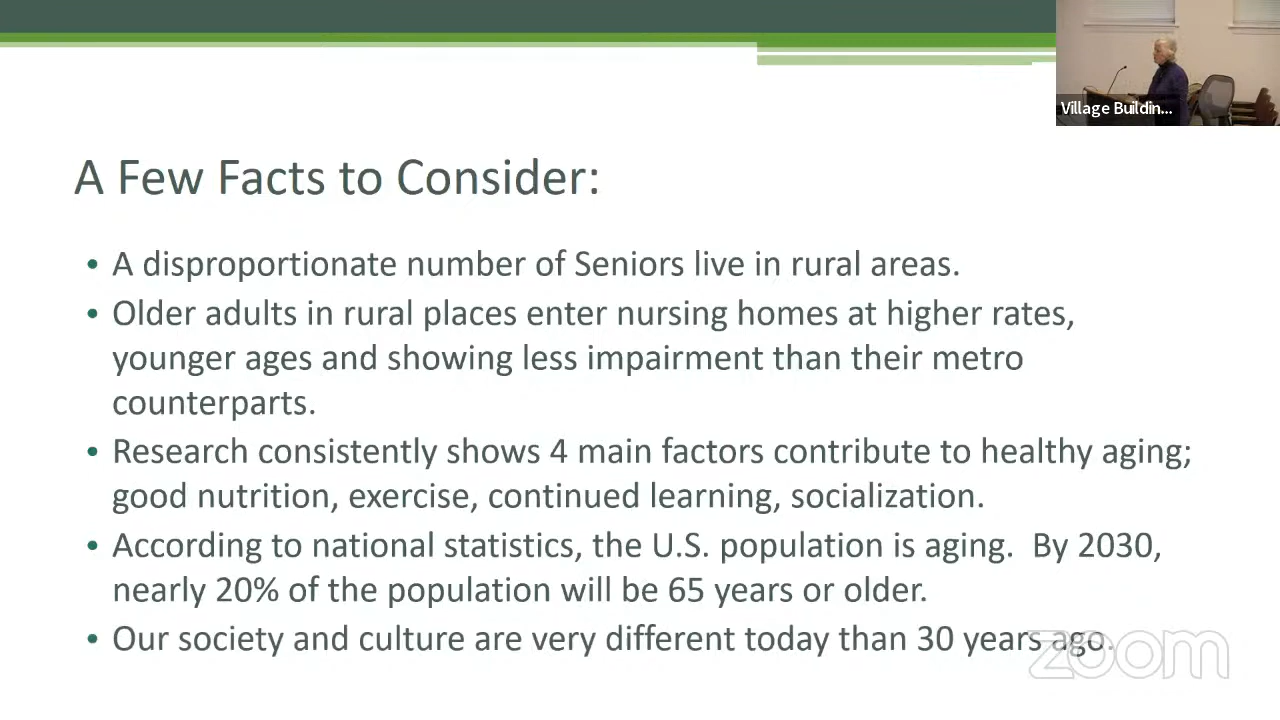 Village Buildin...
A Few Facts to Consider:
• A disproportionate number of Seniors live in rural areas.
• Older adults in rural places enter nursing homes at higher rates,
younger ages and showing less impairment than their metro
counterparts.
• Research consistently shows 4 main factors contribute to healthy aging;
good nutrition, exercise, continued learning, socialization.
• According to national statistics, the U.S. population is aging.  By 2030,
nearly 20% of the population will be 65 years or older.
• Our society and culture are very different today than 30 years ago.
zoom